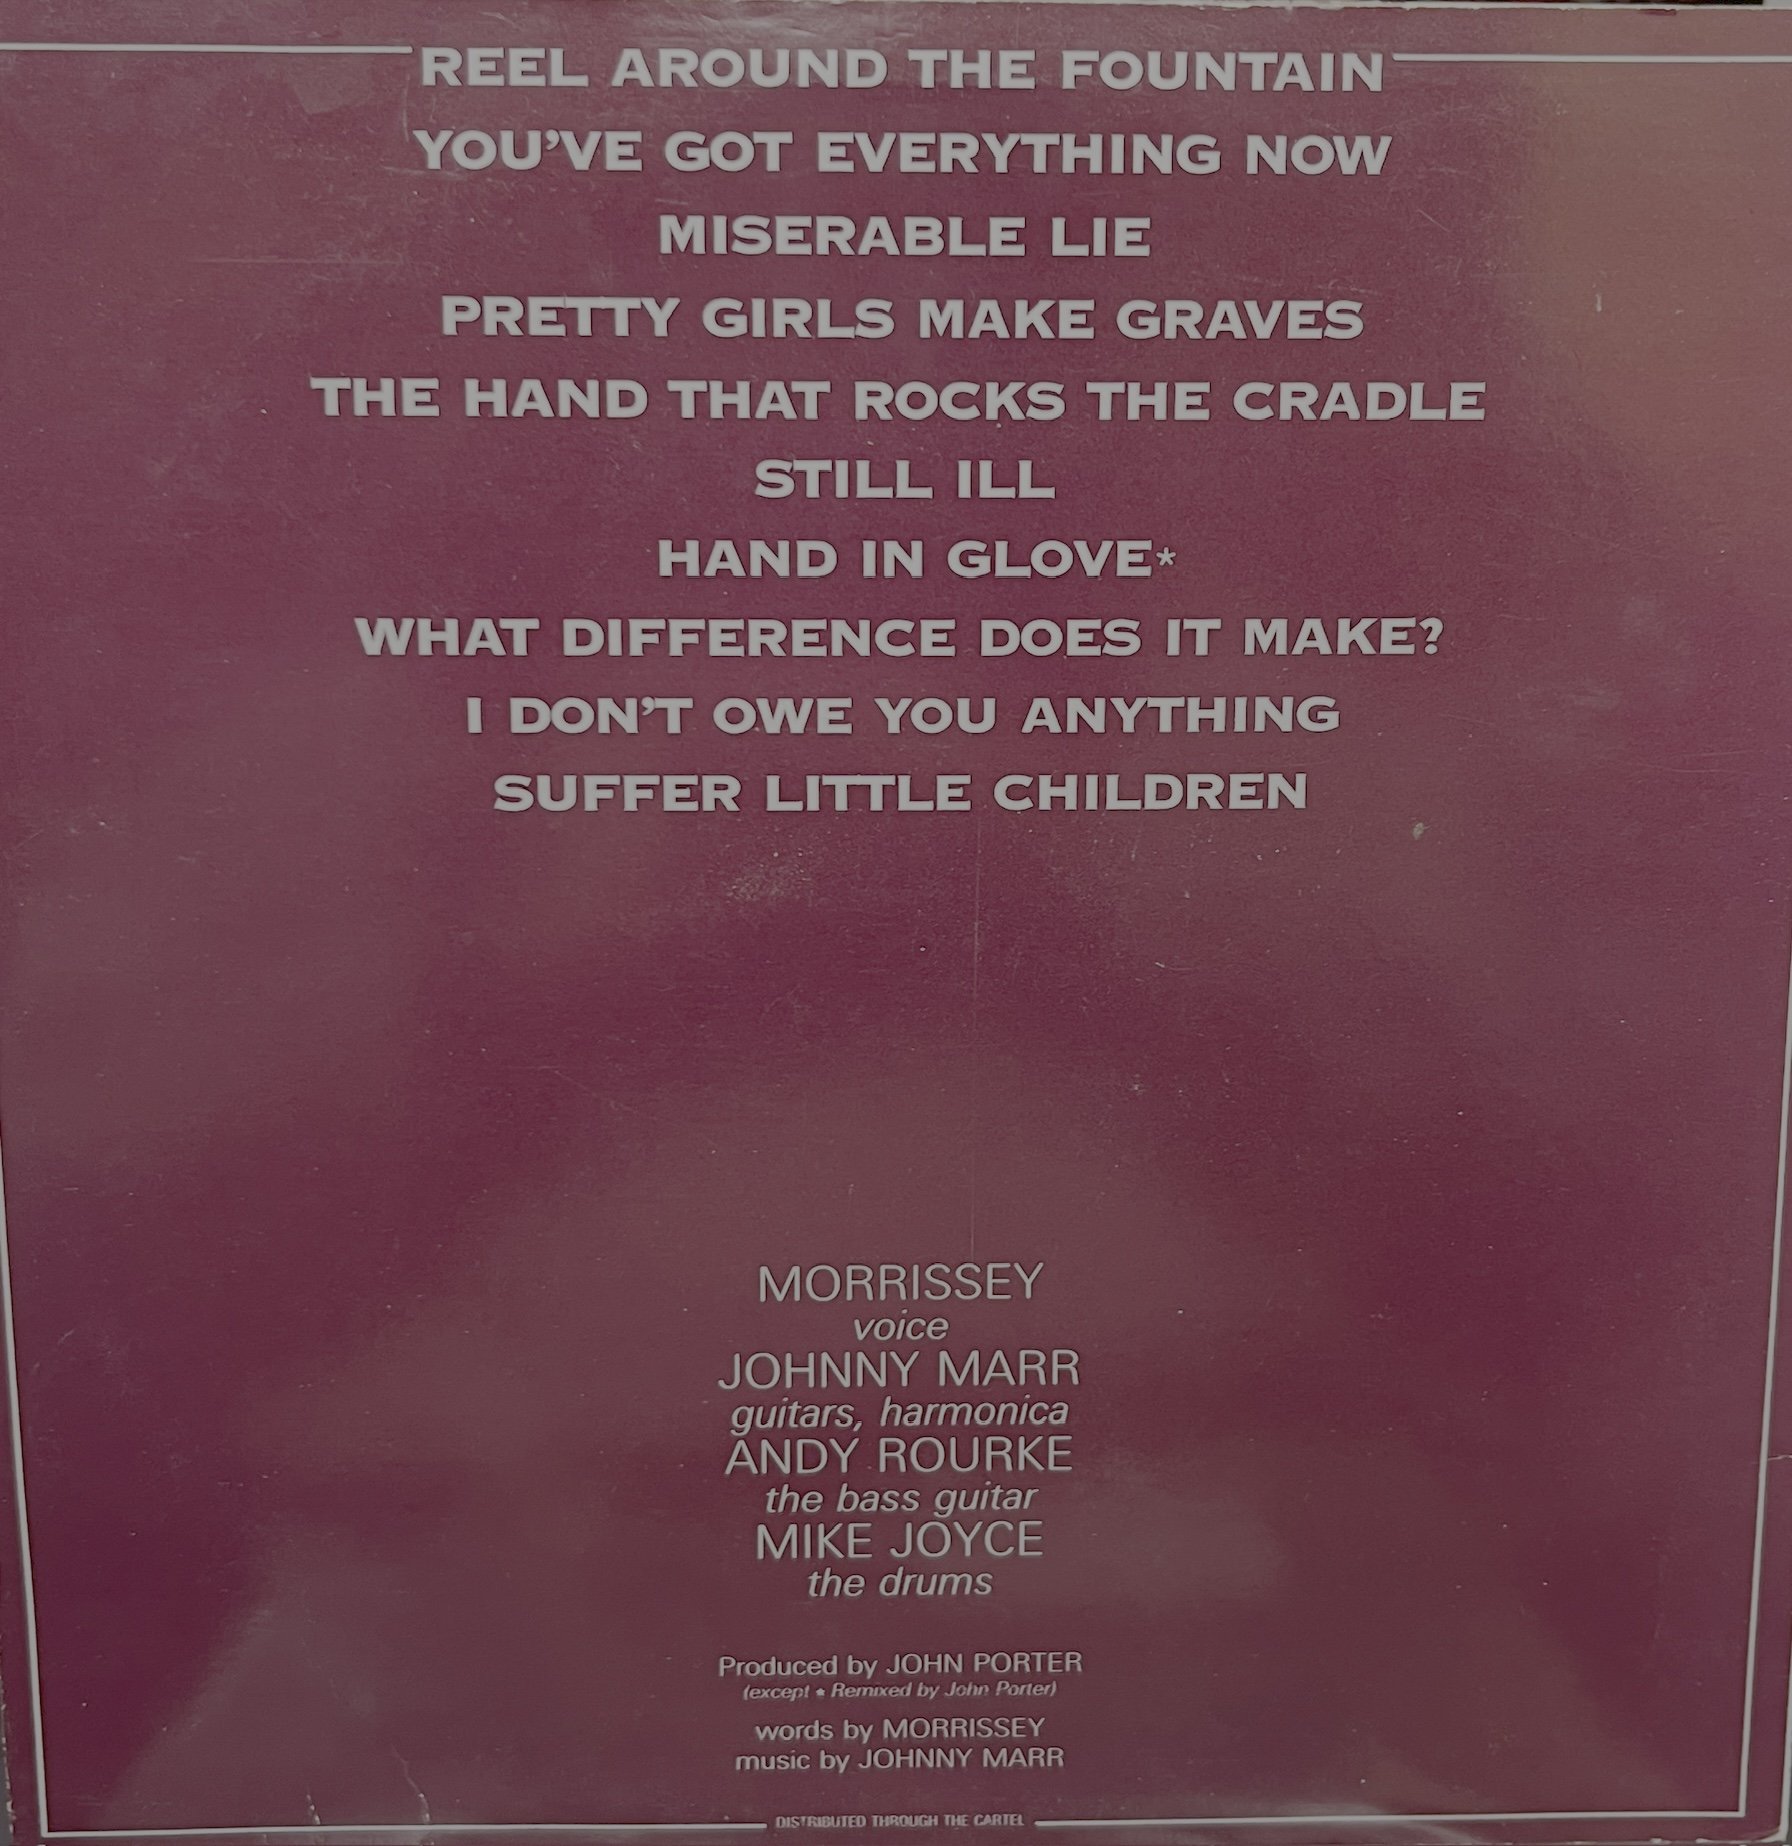 REEL AROUND THE FOUNTAIN
YOU'VE GOT EVERYTHING NOW
MISERABLE LIE
PRETTY GIRLS MAKE GRAVES
THE HAND THAT ROCKS THE CRADLE
STILL ILL
HAND IN GLOVE*
WHAT DIFFERENCE DOES IT MAKE?
I DON'T OWE YOU ANYTHING
SUFFER LITTLE CHILDREN
MORRISSEY
voice
JOHNNY MARR
guitars, harmonica
ANDY ROURKE
the bass guitar
MIKE JOYCE
the drums
Produced by JOHN PORTER
(except * Remixed by John Porter)
words by MORRISSEY
music by JOHNNY MARR
DISTRIBUTED THROUGH THE CARTEL